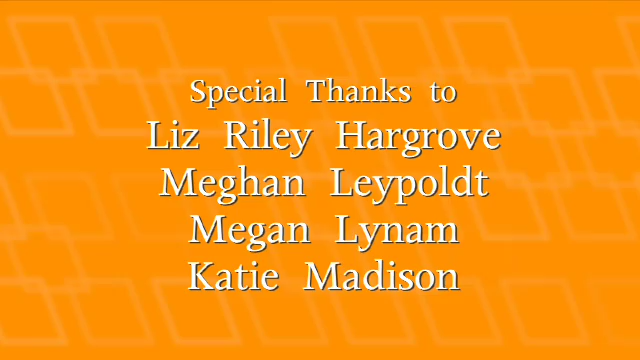 Special Thanks to
Liz Riley Hargrove
Meghan Leypoldt
Megan Lynam
Katie Madison